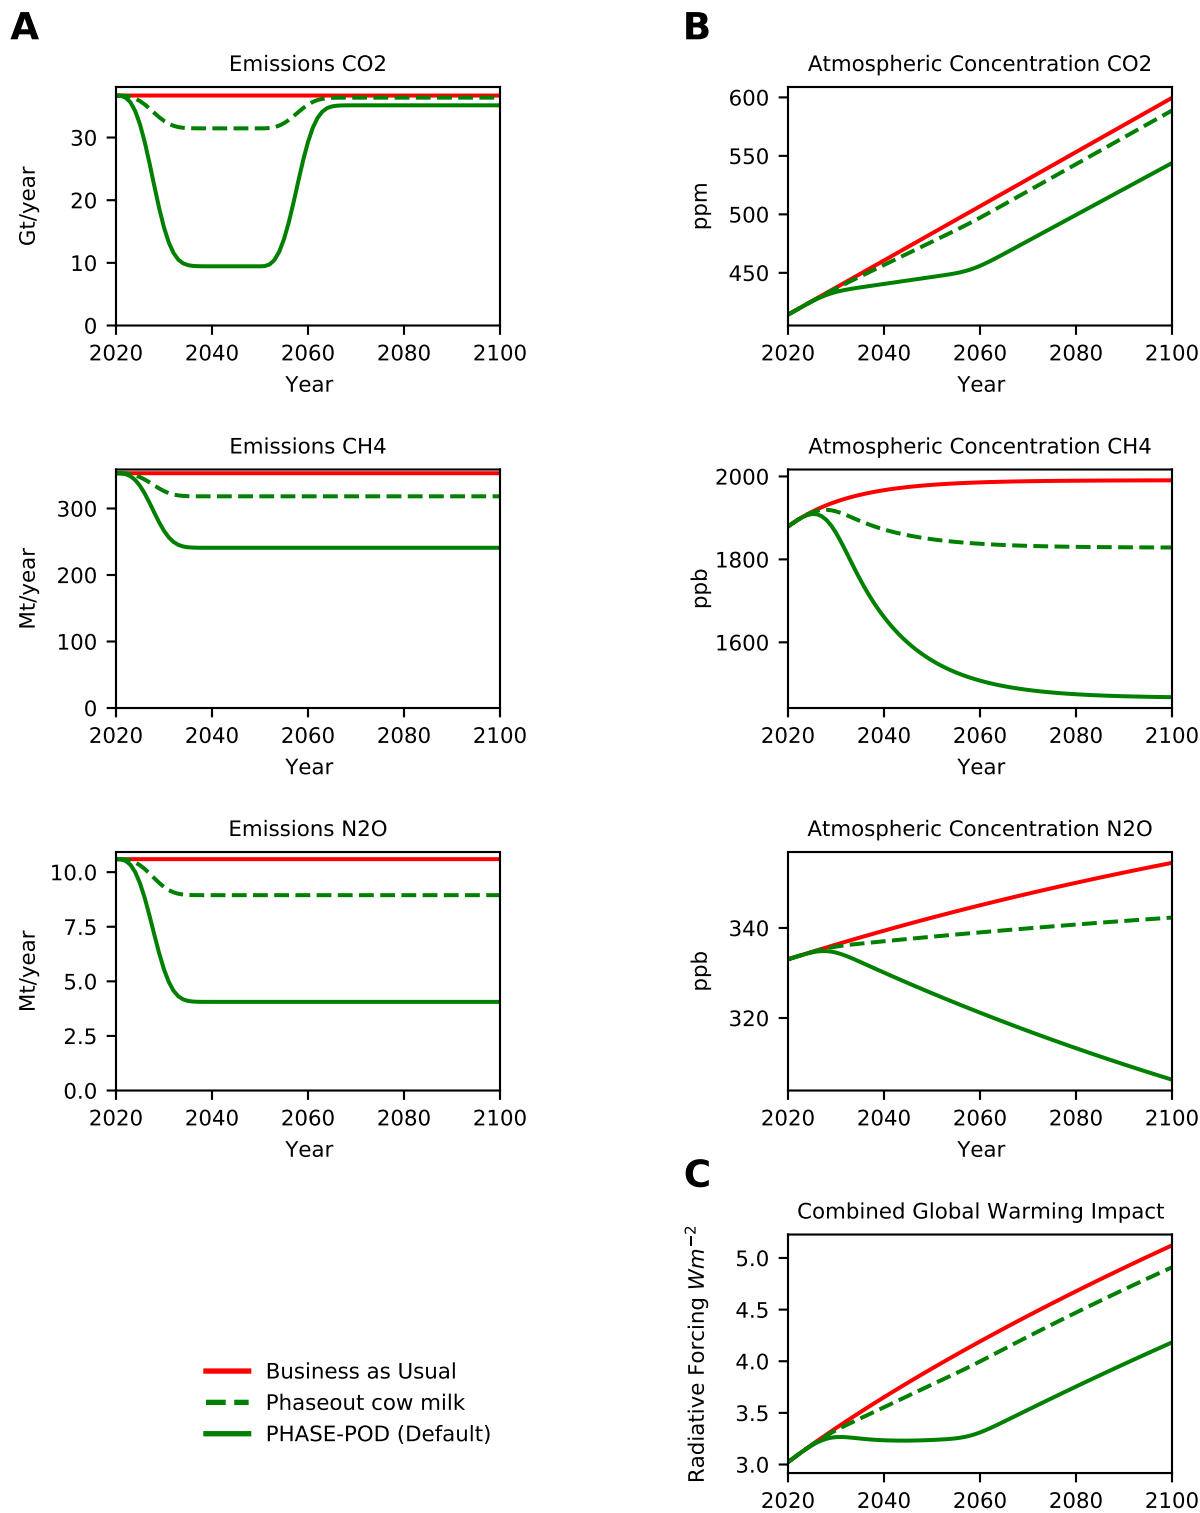 A
Emissions CO2
Gt/year
30
20
10
0
2020 2040 2060 2080 2100
Year
B
Atmospheric Concentration CO2
ppm
600
550
500
450
2020 2040 2060 2080 2100
Year
Emissions CH4
Mt/year
300
200
100
0
2020 2040 2060 2080 2100
Year
Atmospheric Concentration CH4
ppb
2000
1800
1600
2020 2040 2060 2080 2100
Year
Emissions N2O
Mt/year
10.0
7.5
5.0
2.5
0.0
2020 2040 2060 2080 2100
Year
Atmospheric Concentration N2O
ppb
340
320
2020 2040 2060 2080 2100
Year
C
Combined Global Warming Impact
Radiative Forcing Wm⁻²
5.0
4.5
4.0
3.5
3.0
2020 2040 2060 2080 2100
Business as Usual
Phaseout cow milk
PHASE-POD (Default)